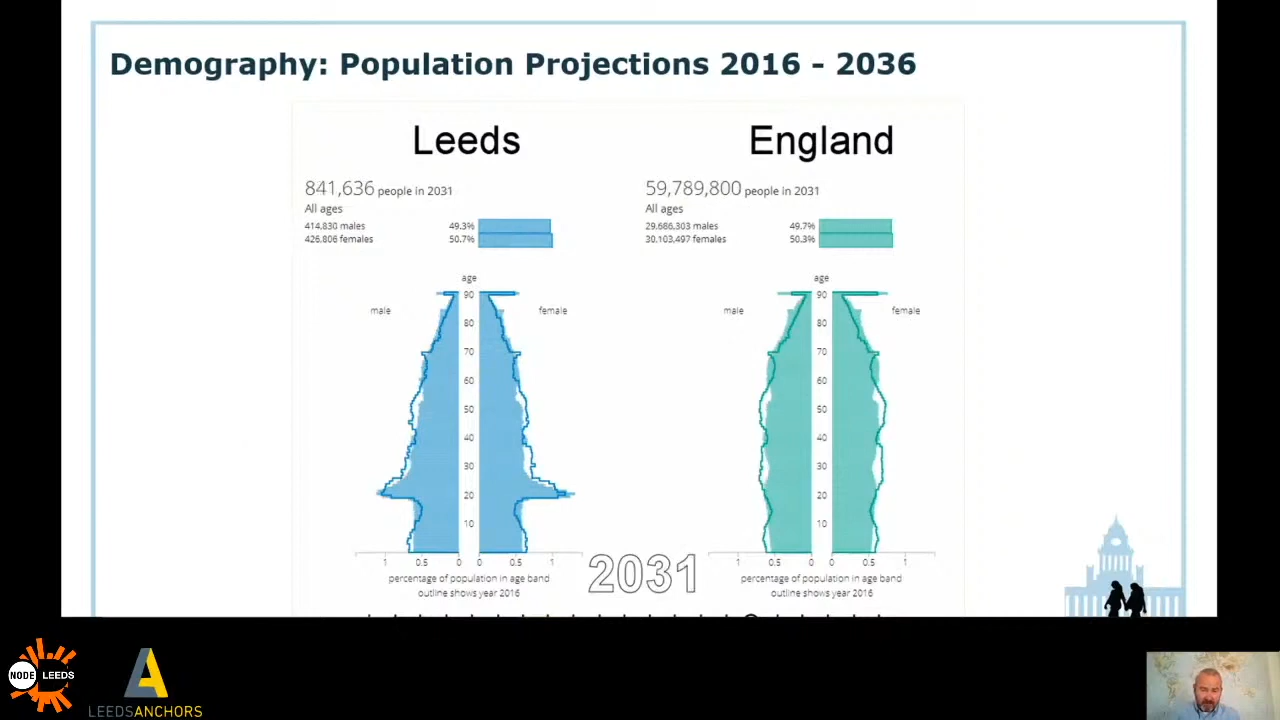 Demography: Population Projections 2016 - 2036
Leeds
841,636 people in 2031
All ages
414,830 males 49.3%
426,806 females 50.7%
age
male
female
90
80
70
60
50
40
30
20
10
1 0.5 0 0 0.5 1
percentage of population in age band
outline shows year 2016
England
59,789,800 people in 2031
All ages
29,686,303 males 49.7%
30,103,497 females 50.3%
age
male
female
90
80
70
60
50
40
30
20
10
1 0.5 0 0 0.5 1
percentage of population in age band
outline shows year 2016
2031
NODE LEEDS
A
LEEDSANCHORS